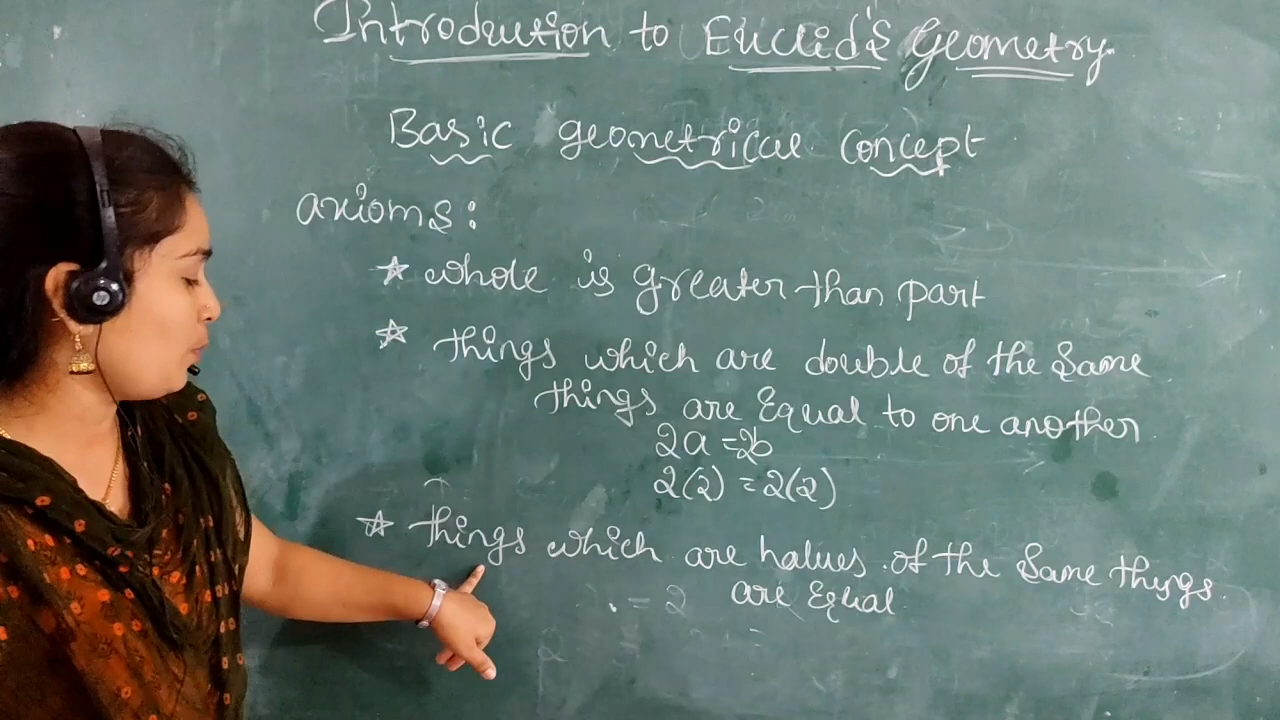 Introduction to Euclid's Geometry.
Basic geometrical concept
axioms:
☆ whole is greater than part
☆ things which are double of the same
things are Equal to one another.
2a = 2b
2(2) = 2(2)
☆ things which are halves of the same things
are Equal
= 2